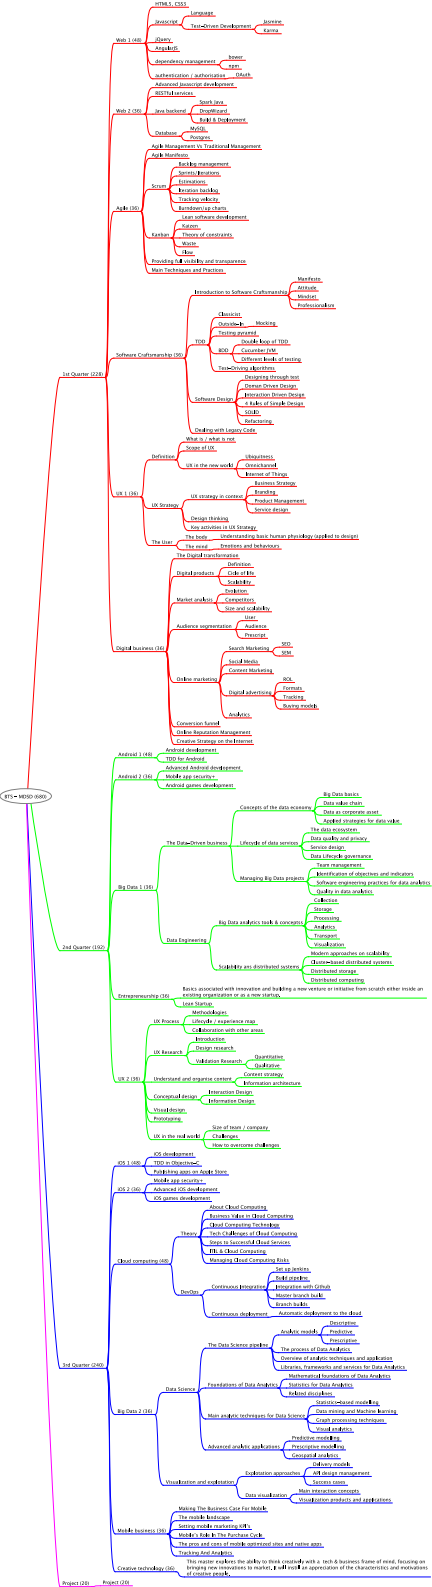 BTS - MDSD (680)
1st Quarter (228)
Web 1 (48)
HTML5, CSS3
Javascript
Language
Test-Driven Development
Jasmine
Karma
jQuery
AngularJS
dependency management
bower
npm
authentication / authorisation
OAuth
Web 2 (36)
Advanced Javascript development
RESTful services
Java backend
Spark Java
DropWizard
Build & Deployment
Database
MySQL
Postgres
Agile (36)
Agile Management Vs Traditional Management
Agile Manifesto
Scrum
Backlog management
Sprints/Iterations
Estimations
Iteration backlog
Tracking velocity
Burndown/up charts
Kanban
Lean software development
Kaizen
Theory of constraints
Waste
Flow
Providing full visibility and transparence
Main Techniques and Practices
Software Craftsmanship (36)
Introduction to Software Craftsmanship
Manifesto
Attitude
Mindset
Professionalism
TDD
Classicist
Outside-In
Mocking
Testing pyramid
BDD
Double loop of TDD
Cucumber JVM
Different levels of testing
Test-Driving algorithms
Software Design
Designing through test
Domain Driven Design
Interaction Driven Design
4 Rules of Simple Design
SOLID
Refactoring
Dealing with Legacy Code
UX 1 (36)
Definition
What is / what is not
Scope of UX
UX in the new world
Ubiquitness
Omnichannel
Internet of Things
UX Strategy
UX strategy in context
Business Strategy
Branding
Product Management
Service design
Design thinking
Key activities in UX Strategy
The User
The body
Understanding basic human physiology (applied to design)
The mind
Emotions and behaviours
Digital business (36)
The Digital transformation
Digital products
Definition
Cicle of life
Scalability
Market analysis
Evolution
Competitors
Size and scalability
Audience segmentation
User
Audience
Prescript
Online marketing
Search Marketing
SEO
SEM
Social Media
Content Marketing
Digital advertising
ROI
Formats
Tracking
Buying models
Analytics
Conversion funnel
Online Reputation Management
Creative Strategy on the Internet
2nd Quarter (192)
Android 1 (48)
Android development
TDD for Android
Android 2 (36)
Advanced Android development
Mobile app security+
Android games development
Big Data 1 (36)
The Data-Driven business
Concepts of the data economy
Big Data basics
Data value chain
Data as corporate asset
Applied strategies for data value
Lifecycle of data services
The data ecosystem
Data quality and privacy
Service design
Data Lifecycle governance
Managing Big Data projects
Team management
Identification of objectives and indicators
Software engineering practices for data analytics
Quality in data analytics
Data Engineering
Big Data analytics tools & conceptss
Collection
Storage
Processing
Analytics
Transport
Visualization
Scalability ans distributed systems
Modern approaches on scalability
Cluster-based distributed systems
Distributed storage
Distributed computing
Entrepreneurship (36)
Basics associated with innovation and building a new venture or initiative from scratch either inside an
existing organization or as a new startup.
Lean Startup
UX 2 (36)
UX Process
Methodologies
Lifecycle / experience map
Collaboration with other areas
UX Research
Introduction
Design research
Validation Research
Quantitative
Qualitative
Understand and organise content
Content strategy
Information architecture
Conceptual design
Interaction Design
Information Design
Visual design
Prototyping
UX in the real world
Size of team / company
Challenges
How to overcome challenges
3rd Quarter (240)
iOS 1 (48)
iOS development
TDD in Objective-C
Publishing apps on Apple Store
iOS 2 (36)
Mobile app security+
Advanced iOS development
iOS games development
Cloud computing (48)
Theory
About Cloud Computing
Business Value in Cloud Computing
Cloud Computing Technology
Tech Challenges of Cloud Computing
Steps to Successful Cloud Services
ITIL & Cloud Computing
Managing Cloud Computing Risks
DevOps
Continuous Integration
Set up Jenkins
Build pipeline
Integration with Github
Master branch build
Branch builds
Continuous deployment
Automatic deployment to the cloud
Big Data 2 (36)
Data Science
The Data Science pipeline
Analytic models
Descriptive
Predictive
Prescriptive
The process of Data Analytics
Overview of analytic techniques and application
Libraries, frameworks and services for Data Analytics
Foundations of Data Analytics
Mathematical foundations of Data Analytics
Statistics for Data Analytics
Related disciplines
Main analytic techniques for Data Science
Statistics-based modelling
Data mining and Machine learning
Graph processing techniques
Visual analytics
Advanced analytic applications
Predictive modelling
Prescriptive modelling
Geospatial analytics
Visualization and exploitation
Explotation approaches
Delivery models
API design management
Success cases
Data visualization
Main interaction concepts
Visualization products and applications
Mobile business (36)
Making The Business Case For Mobile
The mobile landscape
Setting mobile marketing KPI's
Mobile's Role In The Purchase Cycle
The pros and cons of mobile optimized sites and native apps
Tracking And Analytics
Creative technology (36)
This master explores the ability to think creatively with a tech & business frame of mind, focusing on
bringing new innovations to market. It will instill an appreciation of the characteristics and motivations
of creative people.
Project (20)
Project (20)